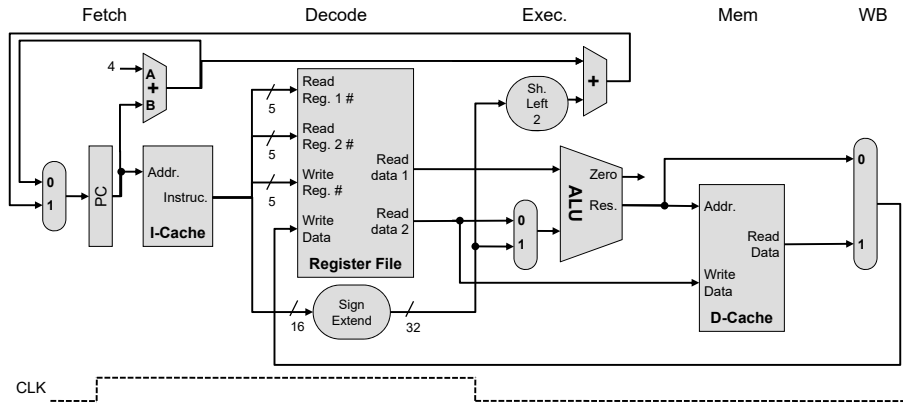 Fetch
Decode
Exec.
Mem
WB
4
A
+
B
0
1
PC
Addr.
Instruc.
I-Cache
5
5
5
Read
Reg. 1 #
Read
Reg. 2 #
Write
Reg. #
Write
Data
Read
data 1
Read
data 2
Register File
16
Sign
Extend
32
Sh.
Left
2
+
0
1
ALU
Zero
Res.
Addr.
Read
Data
Write
Data
D-Cache
0
1
CLK